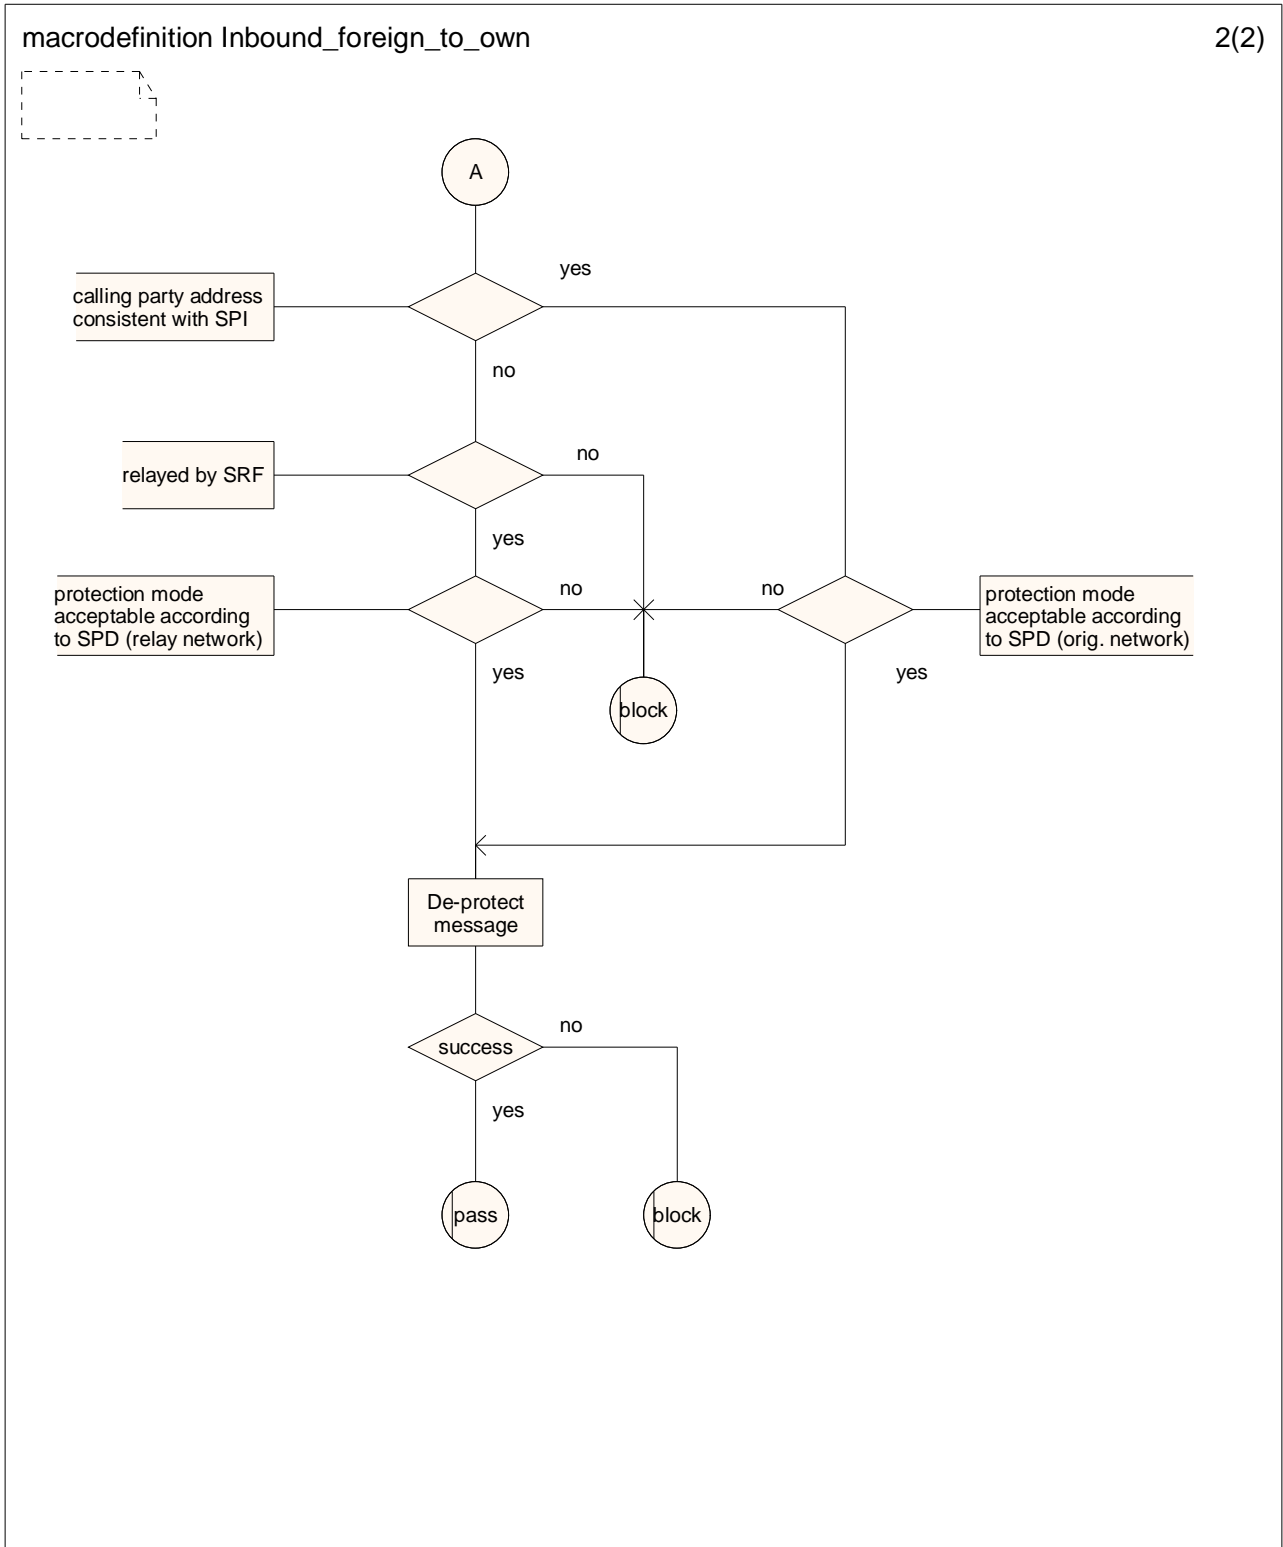 macrodefinition Inbound_foreign_to_own
2(2)
A
yes
calling party address
consistent with SPI
no
no
relayed by SRF
yes
protection mode
acceptable according
to SPD (relay network)
no
no
protection mode
acceptable according
to SPD (orig. network)
yes
yes
block
De-protect
message
no
success
yes
pass
block